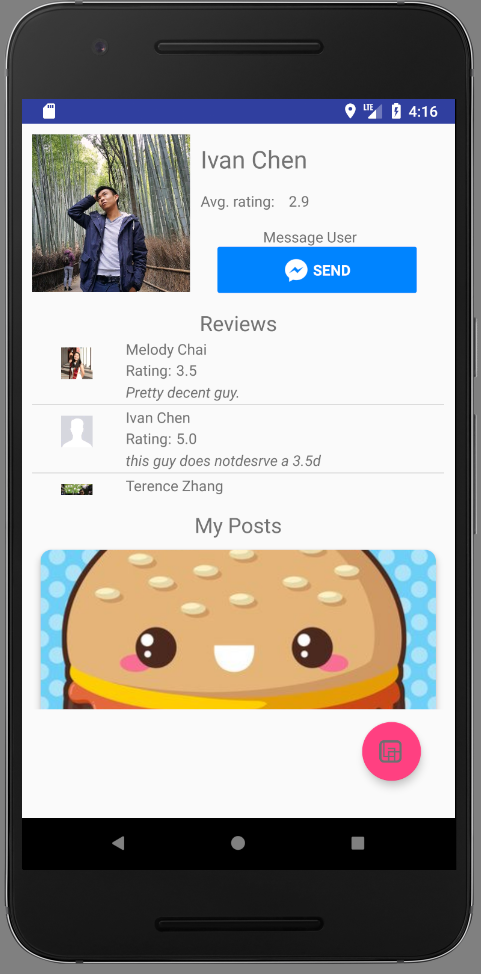 LTE 4:16
Ivan Chen
Avg. rating: 2.9
Message User
SEND
Reviews
Melody Chai
Rating: 3.5
Pretty decent guy.
Ivan Chen
Rating: 5.0
this guy does notdesrve a 3.5d
Terence Zhang
My Posts